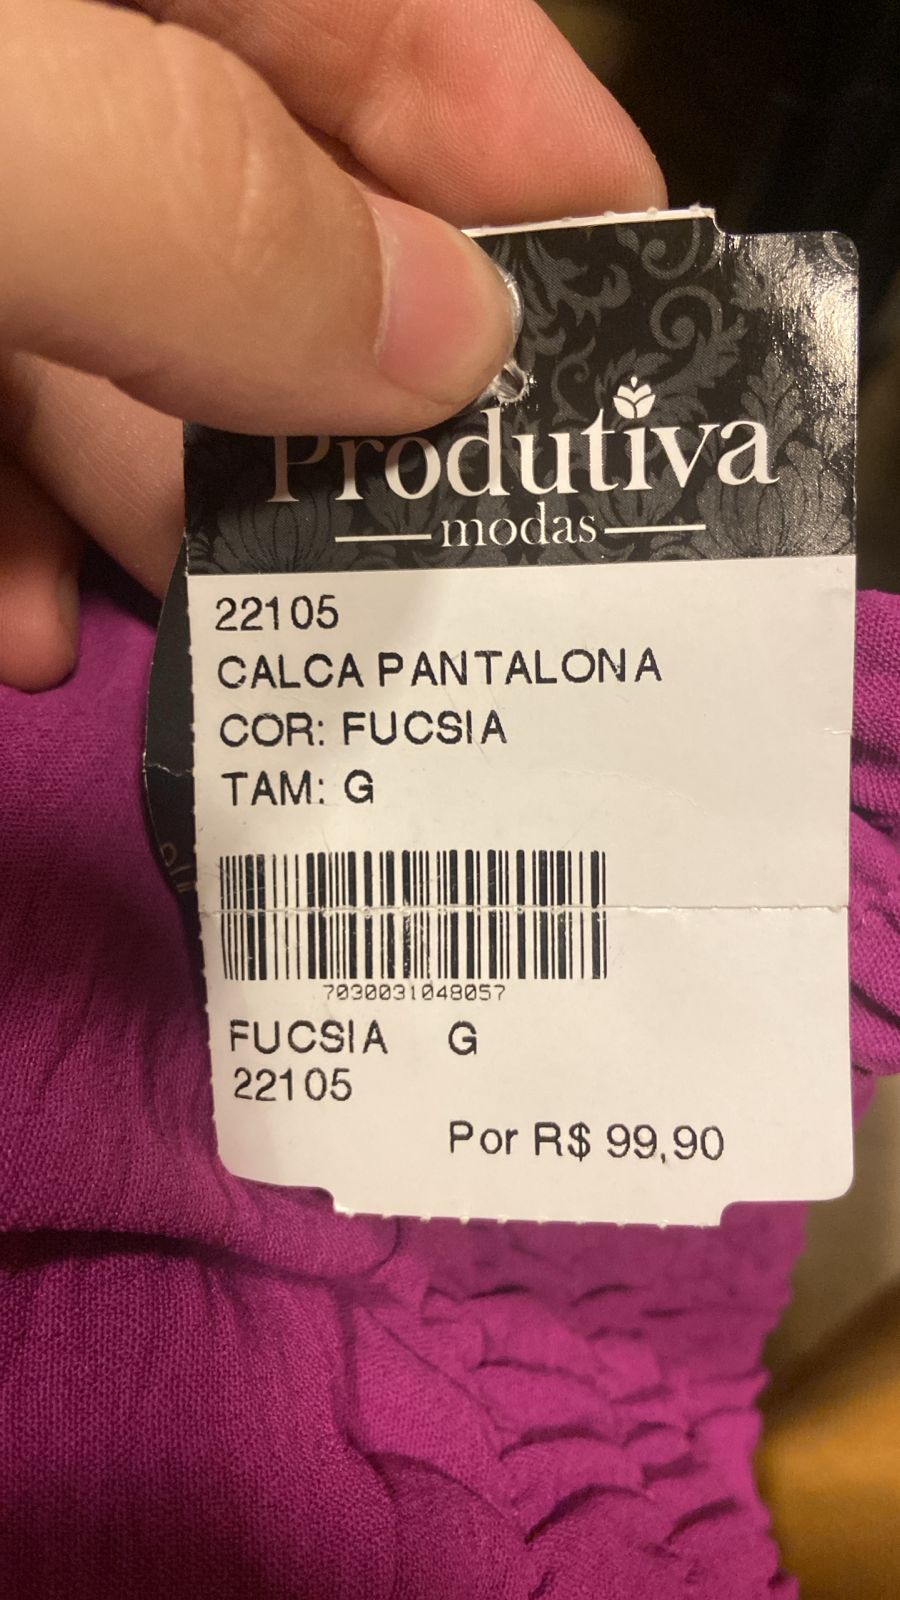 Produtiva
modas
22105
CALCA PANTALONA
COR: FUCSIA
TAM: G
7030031048057
FUCSIA G
22105
Por R$ 99,90